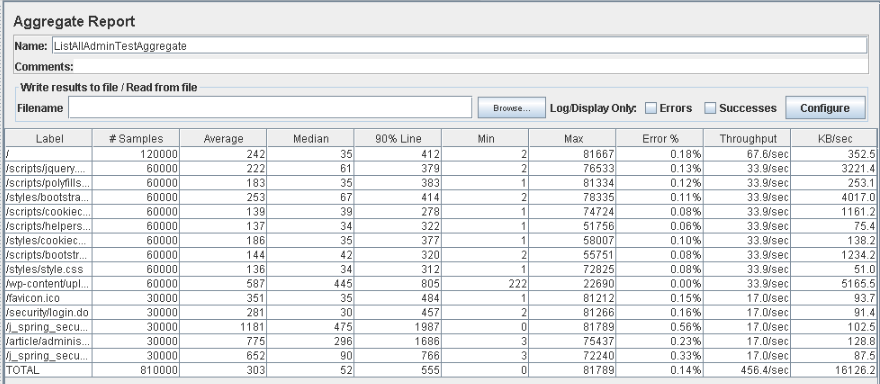 Aggregate Report
Name: ListAllAdminTestAggregate
Comments:
Write results to file / Read from file
Filename Browse... Log/Display Only: Errors Successes Configure
Label # Samples Average Median 90% Line Min Max Error % Throughput KB/sec
/ 120000 242 35 412 2 81667 0.18% 67.6/sec 352.5
/scripts/jquery.... 60000 222 61 379 2 76533 0.13% 33.9/sec 3221.4
/scripts/polyfills... 60000 183 35 383 1 81334 0.12% 33.9/sec 253.1
/styles/bootstra... 60000 253 67 414 2 78335 0.11% 33.9/sec 4017.0
/scripts/cookiec... 60000 139 39 278 1 74724 0.08% 33.9/sec 1161.2
/scripts/helpers... 60000 137 34 322 1 51756 0.06% 33.9/sec 75.4
/styles/cookiec... 60000 186 35 377 1 58007 0.10% 33.9/sec 138.2
/scripts/bootstr... 60000 144 42 320 2 55751 0.08% 33.9/sec 1234.2
/styles/style.css 60000 136 34 312 1 72825 0.08% 33.9/sec 51.0
/wp-content/upl... 60000 587 445 805 222 22690 0.00% 33.9/sec 5165.5
/favicon.ico 30000 351 35 484 1 81212 0.15% 17.0/sec 93.7
/security/login.do 30000 281 30 457 2 81266 0.16% 17.0/sec 91.4
/j_spring_secu... 30000 1181 475 1987 0 81789 0.56% 17.0/sec 102.5
/article/adminis... 30000 775 296 1686 3 75437 0.23% 17.0/sec 128.8
/j_spring_secu... 30000 652 90 766 3 72240 0.33% 17.0/sec 87.5
TOTAL 810000 303 52 555 0 81789 0.14% 456.4/sec 16126.2